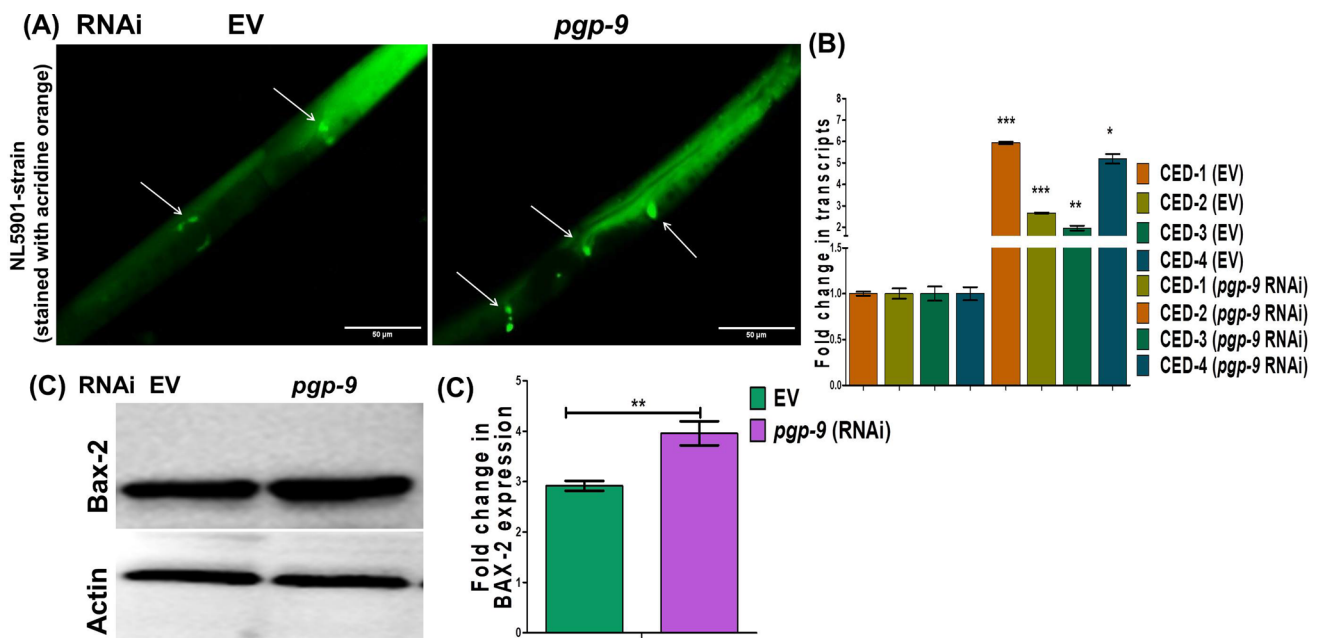 (A) RNAi EV pgp-9
NL5901-strain
(stained with acridine orange)
50 µm
50 µm
(B)
Fold change in transcripts
8
7
6
5
4
3
2
1.5
1.0
0.5
0.0
***
***
**
*
CED-1 (EV)
CED-2 (EV)
CED-3 (EV)
CED-4 (EV)
CED-1 (pgp-9 RNAi)
CED-2 (pgp-9 RNAi)
CED-3 (pgp-9 RNAi)
CED-4 (pgp-9 RNAi)
(C) RNAi EV pgp-9
Bax-2
Actin
(C)
Fold change in
BAX-2 expression
5
4
3
2
1
0
**
EV
pgp-9 (RNAi)